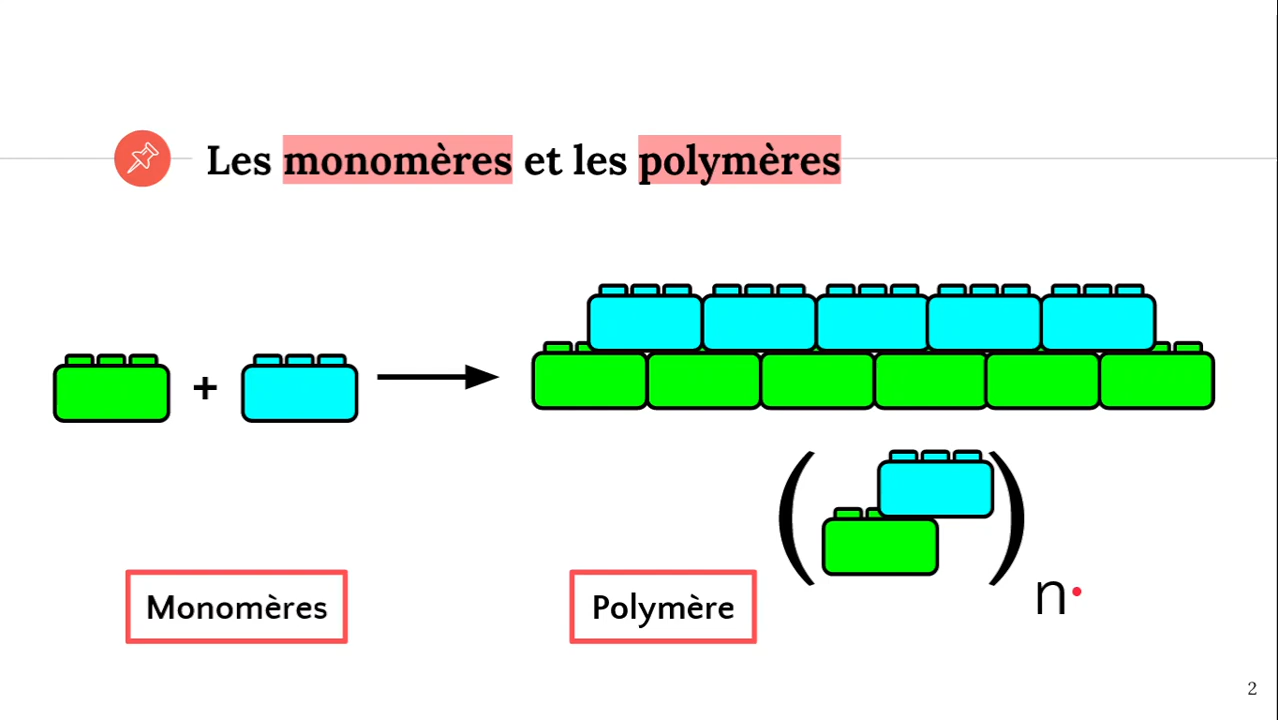 Les monomères et les polymères
+
( )
n
Monomères
Polymère
2